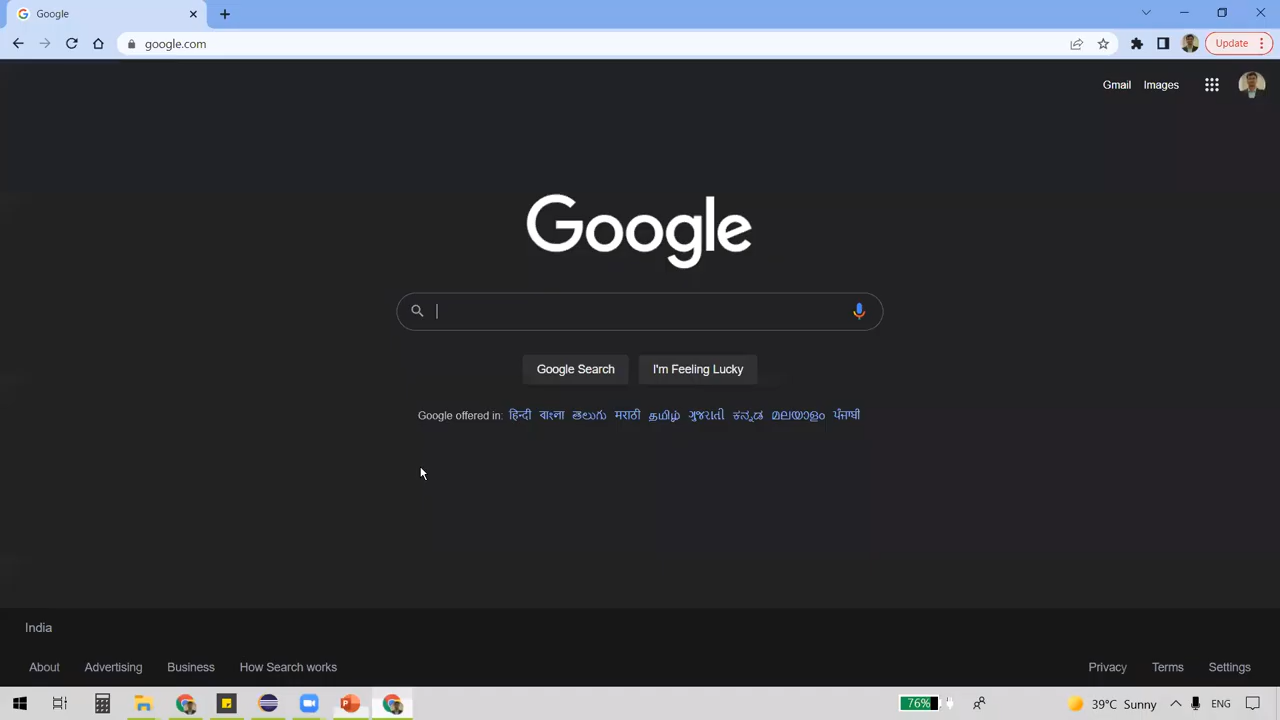 Google
google.com
Update
Gmail Images
Google
Google Search I'm Feeling Lucky
Google offered in: हिन्दी বাংলা తెలుగు मराठी தமிழ் ગુજરાતી ಕನ್ನಡ മലയാളം ਪੰਜਾਬੀ
India
About Advertising Business How Search works Privacy Terms Settings
76% 39°C Sunny ENG